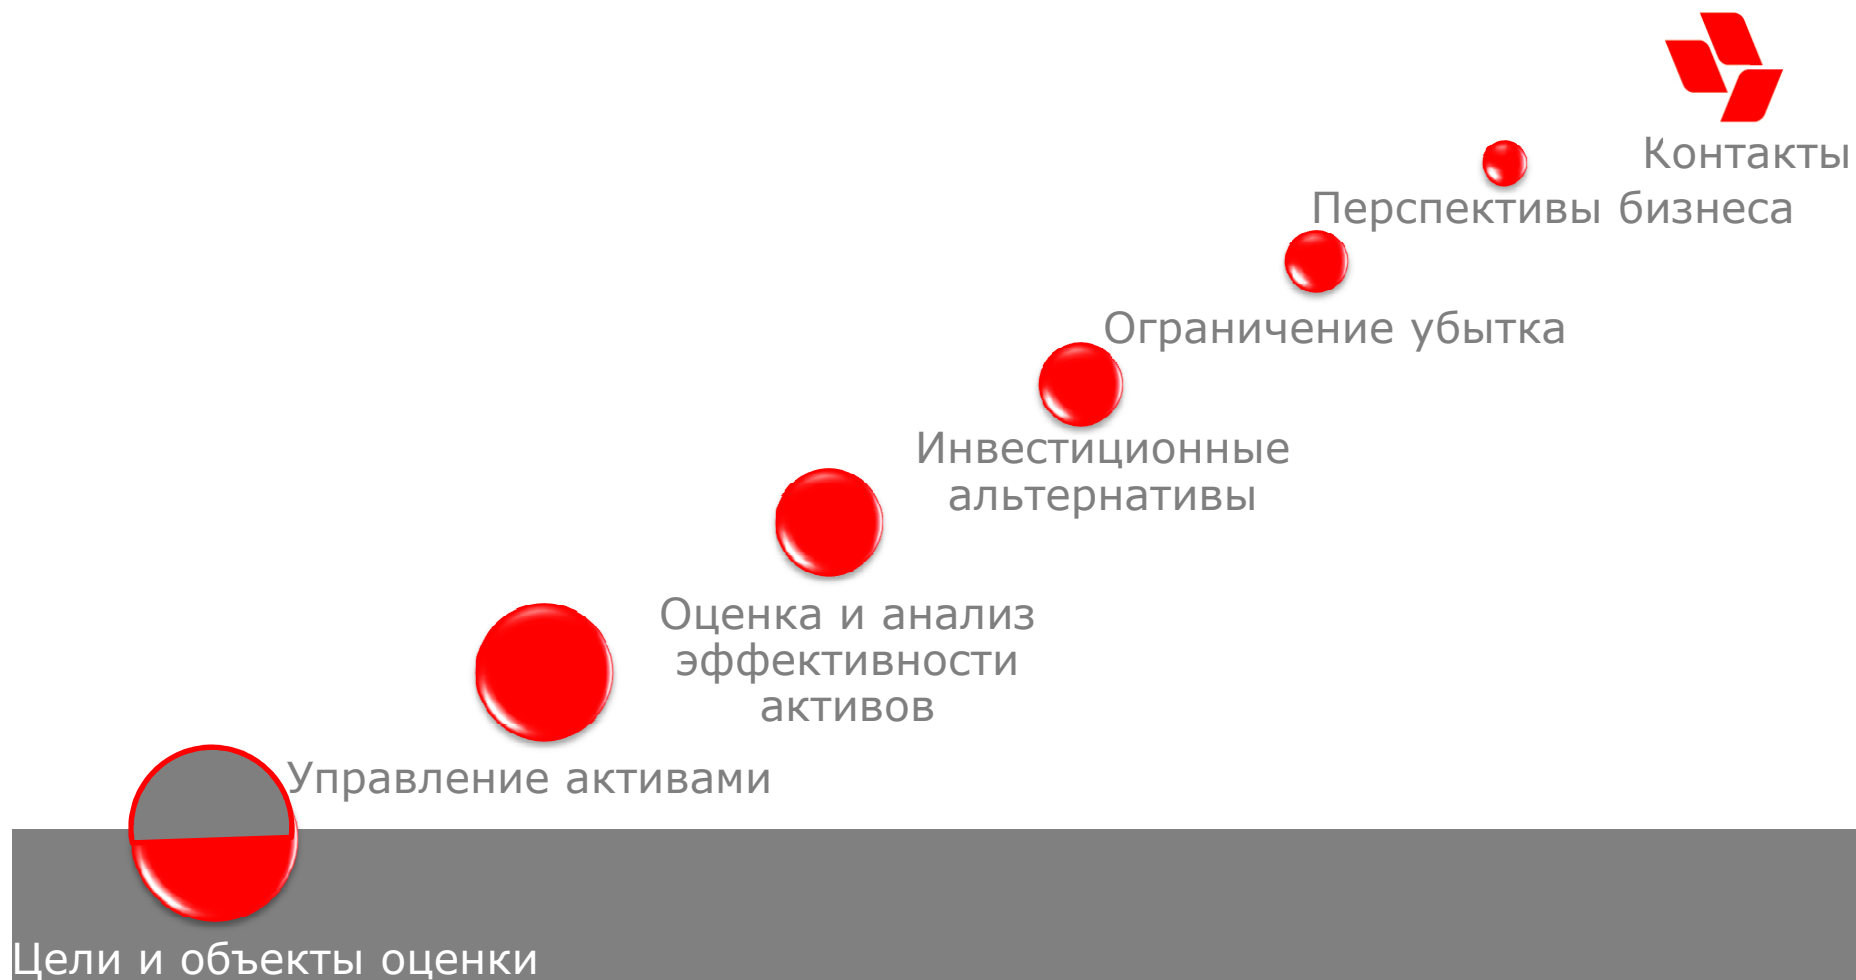 Контакты
Перспективы бизнеса
Ограничение убытка
Инвестиционные
альтернативы
Оценка и анализ
эффективности
активов
Управление активами
Цели и объекты оценки